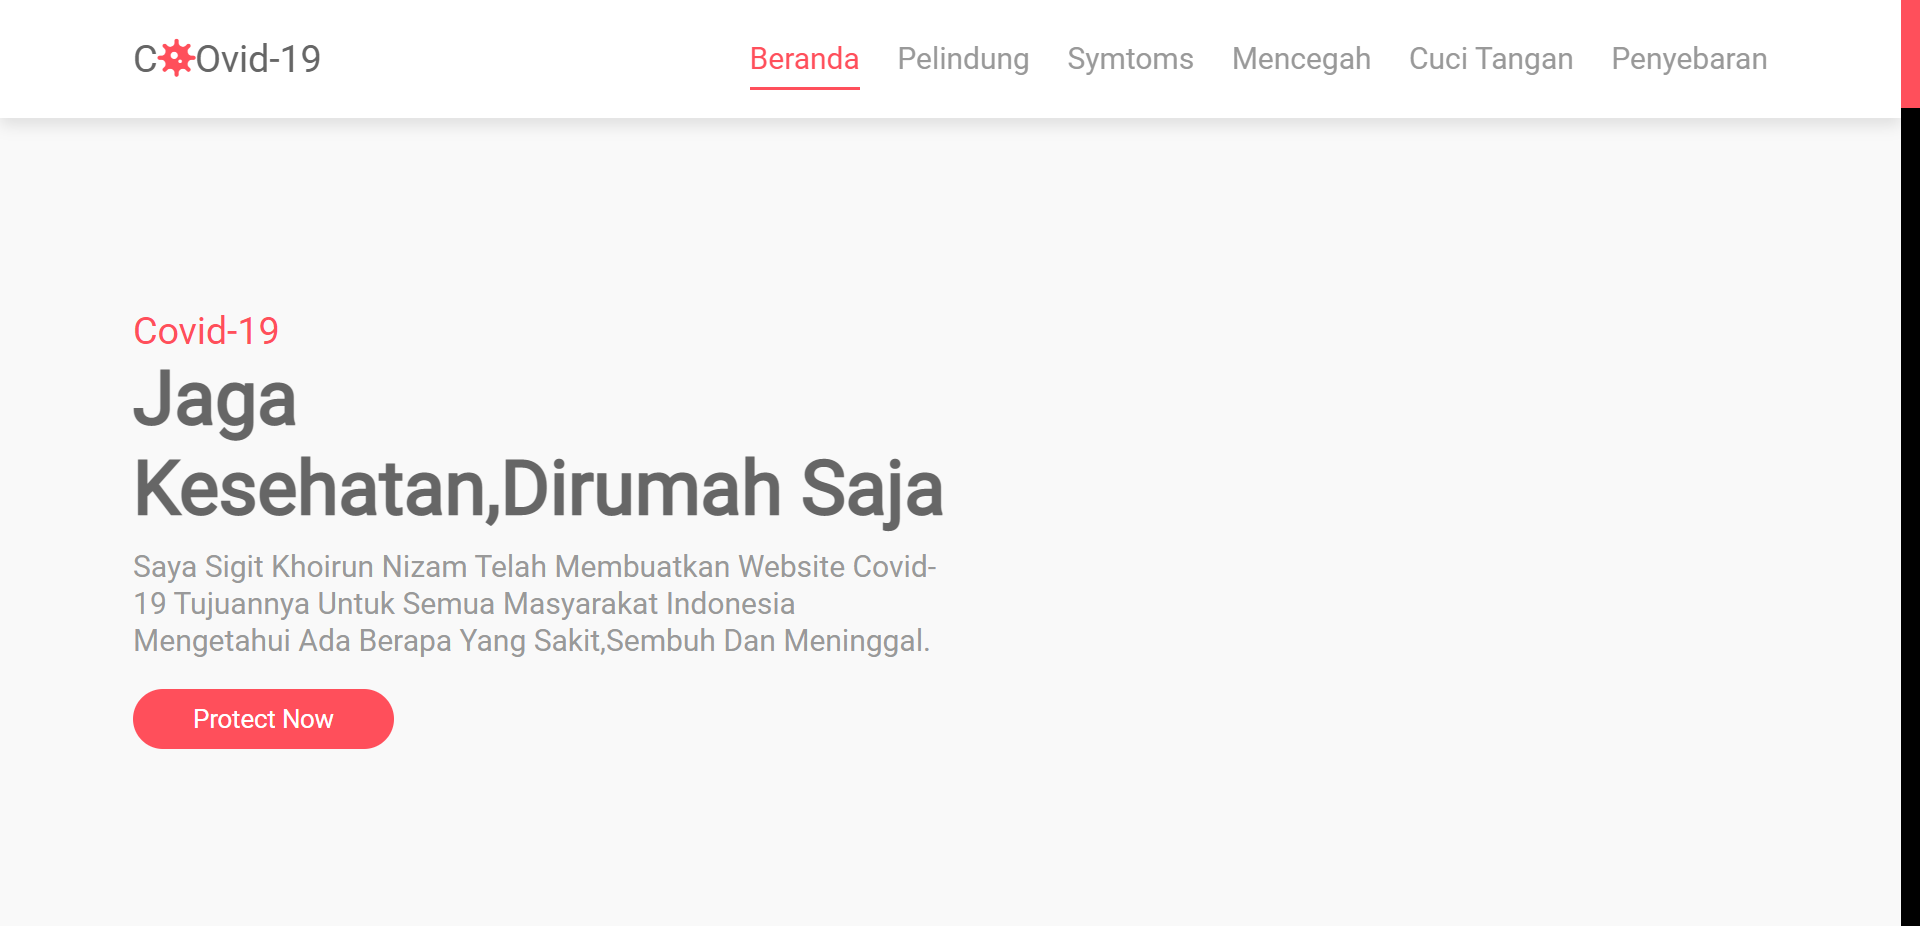 COvid-19
Beranda Pelindung Symtoms Mencegah Cuci Tangan Penyebaran
Covid-19
Jaga
Kesehatan,Dirumah Saja
Saya Sigit Khoirun Nizam Telah Membuatkan Website Covid-
19 Tujuannya Untuk Semua Masyarakat Indonesia
Mengetahui Ada Berapa Yang Sakit,Sembuh Dan Meninggal.
Protect Now